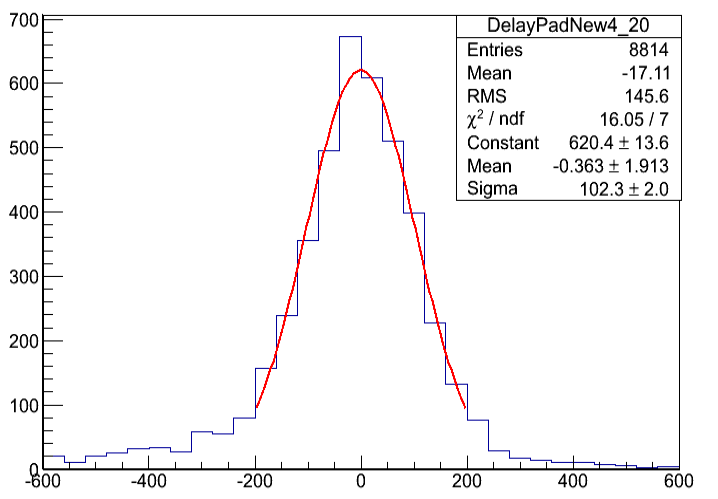 DelayPadNew4_20
Entries 8814
Mean -17.11
RMS 145.6
χ² / ndf 16.05 / 7
Constant 620.4 ± 13.6
Mean -0.363 ± 1.913
Sigma 102.3 ± 2.0
700
600
500
400
300
200
100
0
-600 -400 -200 0 200 400 600